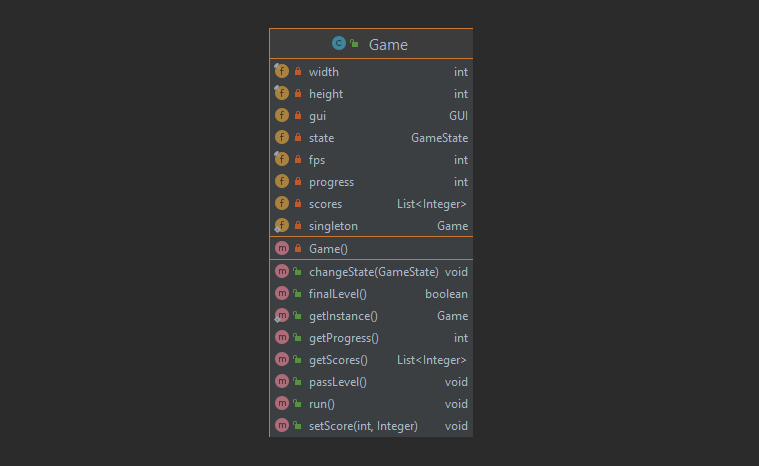 Game
width int
height int
gui GUI
state GameState
fps int
progress int
scores List<Integer>
singleton Game
Game()
changeState(GameState) void
finalLevel() boolean
getInstance() Game
getProgress() int
getScores() List<Integer>
passLevel() void
run() void
setScore(int, Integer) void